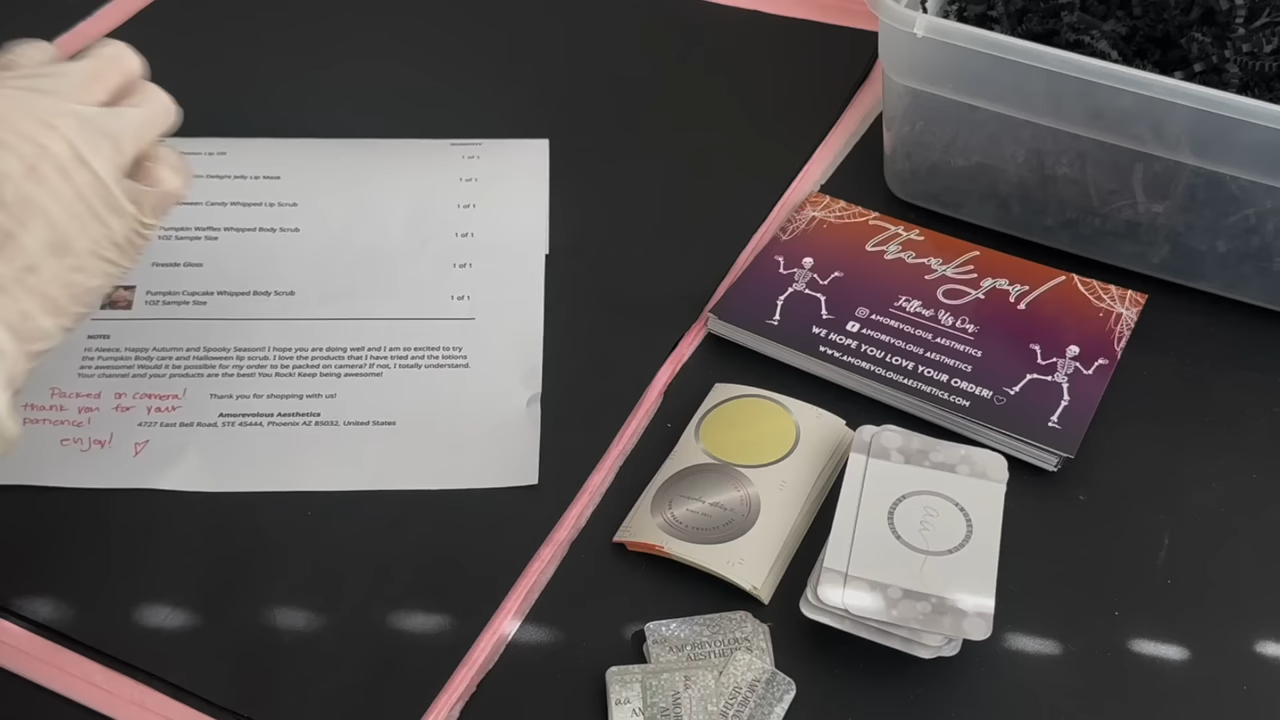 Lip Oil
1 of 1
Delight Jelly Lip Mask
1 of 1
Candy Whipped Lip Scrub
1 of 1
Pumpkin Waffles Whipped Body Scrub
1OZ Sample Size
1 of 1
Fireside Gloss
1 of 1
Pumpkin Cupcake Whipped Body Scrub
1OZ Sample Size
1 of 1
NOTES
Hi Aleece, Happy Autumn and Spooky Season!! I hope you are doing well and I am so excited to try
the Pumpkin Body care and Halloween lip scrub. I love the products that I have tried and the lotions
are awesome! Would it be possible for my order to be packed on camera? If not, I totally understand.
Your channel and your products are the best! You Rock! Keep being awesome!
Thank you for shopping with us!
Amorevolous Aesthetics
4727 East Bell Road, STE 45444, Phoenix AZ 85032, United States
Packed on camera!
thank you for your
patience!
enjoy!
thank you!
Follow Us On:
AMOREVOLOUS_AESTHETICS
AMOREVOLOUS AESTHETICS
WE HOPE YOU LOVE YOUR ORDER!
WWW.AMOREVOLOUSAESTHETICS.COM
SINCE 2021
aa
aa
AMOREVOLOUS
AESTHETICS
aa